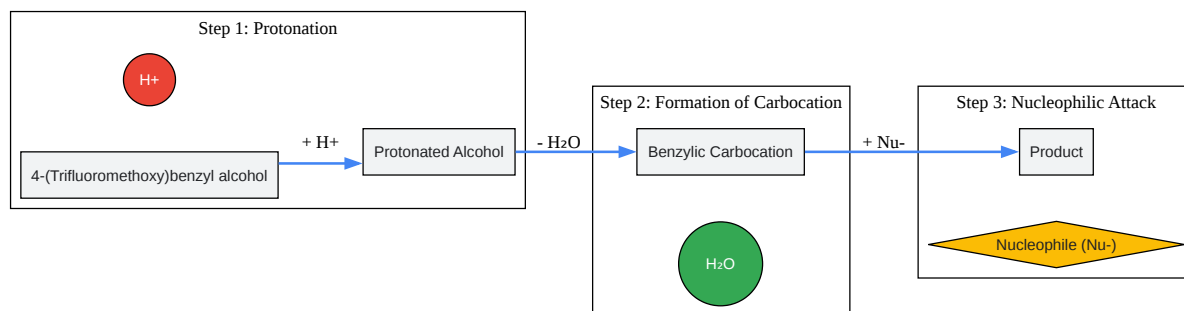 Step 1: Protonation
H+
4-(Trifluoromethoxy)benzyl alcohol
+ H+
Protonated Alcohol
- H₂O
Step 2: Formation of Carbocation
Benzylic Carbocation
H₂O
+ Nu-
Step 3: Nucleophilic Attack
Product
Nucleophile (Nu-)